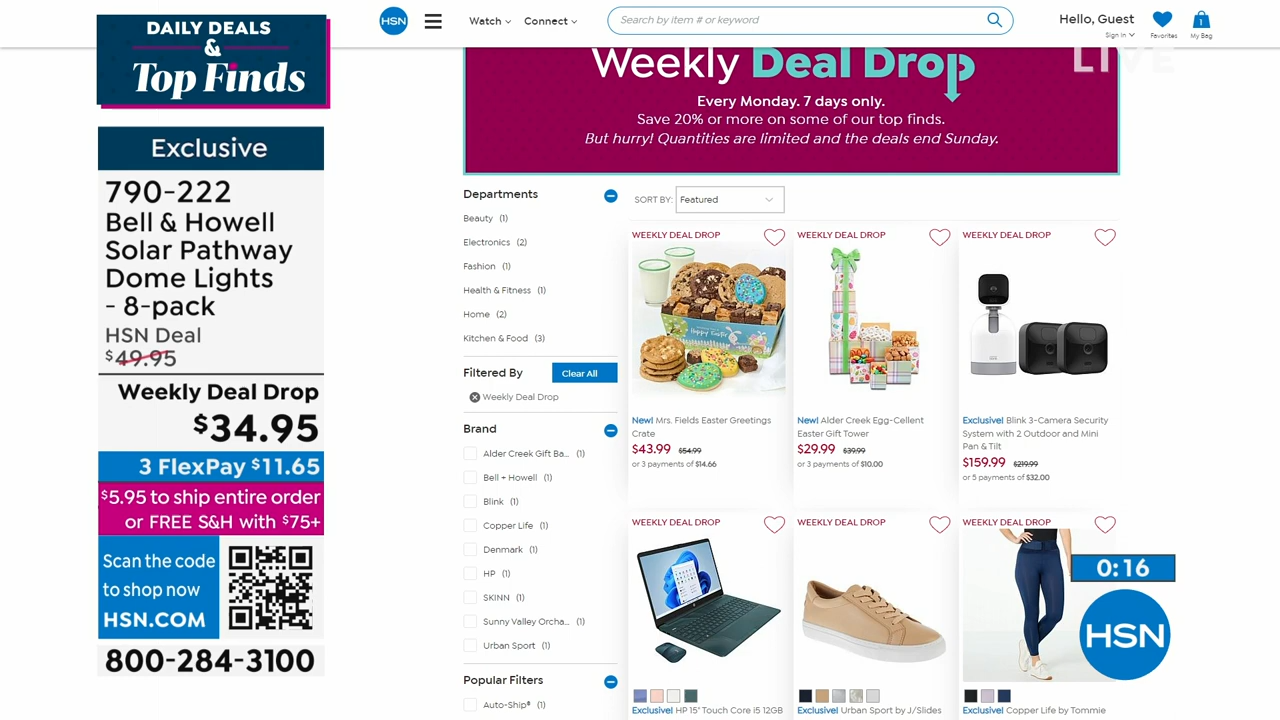 DAILY DEALS
&
Top Finds
Exclusive
790-222
Bell & Howell
Solar Pathway
Dome Lights
- 8-pack
HSN Deal
$49.95
Weekly Deal Drop
$34.95
3 FlexPay $11.65
$5.95 to ship entire order
or FREE S&H with $75+
Scan the code
to shop now
HSN.COM
800-284-3100
HSN
Watch
Connect
Search by item # or keyword
Hello, Guest
Sign In
Favorites
1
My Bag
LIVE
Weekly Deal Drop
Every Monday. 7 days only.
Save 20% or more on some of our top finds.
But hurry! Quantities are limited and the deals end Sunday.
Departments
Beauty (1)
Electronics (2)
Fashion (1)
Health & Fitness (1)
Home (2)
Kitchen & Food (3)
Filtered By
Clear All
Weekly Deal Drop
Brand
Alder Creek Gift Ba... (1)
Bell + Howell (1)
Blink (1)
Copper Life (1)
Denmark (1)
HP (1)
SKINN (1)
Sunny Valley Orcha... (1)
Urban Sport (1)
Popular Filters
Auto-Ship® (1)
SORT BY:
Featured
WEEKLY DEAL DROP
Happy Easter
New! Mrs. Fields Easter Greetings
Crate
$43.99 $54.99
or 3 payments of $14.66
WEEKLY DEAL DROP
New! Alder Creek Egg-Cellent
Easter Gift Tower
$29.99 $39.99
or 3 payments of $10.00
WEEKLY DEAL DROP
Exclusive! Blink 3-Camera Security
System with 2 Outdoor and Mini
Pan & Tilt
$159.99 $219.99
or 5 payments of $32.00
WEEKLY DEAL DROP
Exclusive! HP 15" Touch Core i5 12GB
WEEKLY DEAL DROP
Exclusive! Urban Sport by J/Slides
WEEKLY DEAL DROP
Exclusive! Copper Life by Tommie
0:16
HSN